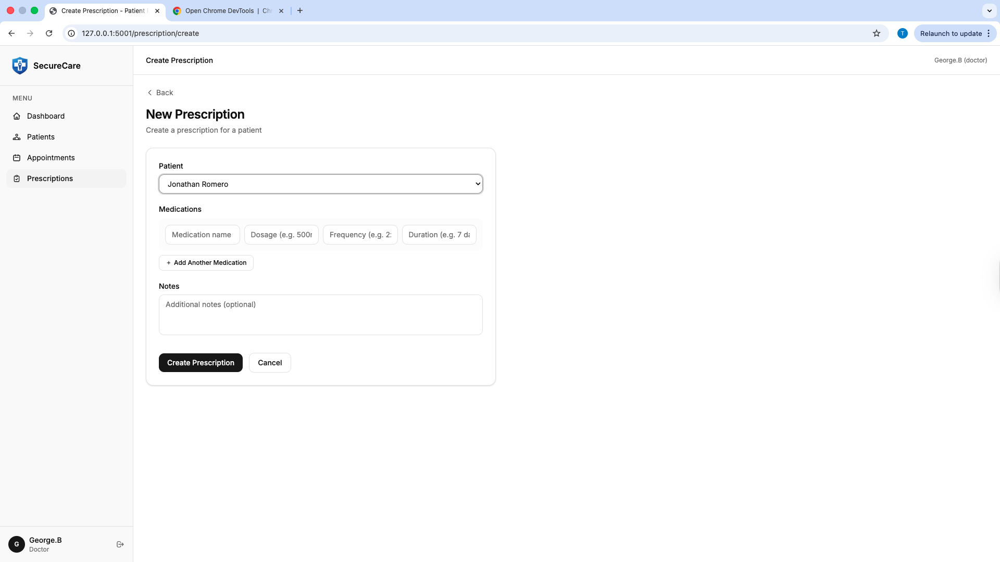 Create Prescription - Patient
Open Chrome DevTools | Ch
127.0.0.1:5001/prescription/create
T
Relaunch to update
SecureCare
Create Prescription
George.B (doctor)
MENU
Dashboard
Patients
Appointments
Prescriptions
Back
New Prescription
Create a prescription for a patient
Patient
Jonathan Romero
Medications
Medication name
Dosage (e.g. 500
Frequency (e.g. 2
Duration (e.g. 7 da
+ Add Another Medication
Notes
Additional notes (optional)
Create Prescription
Cancel
G
George.B
Doctor